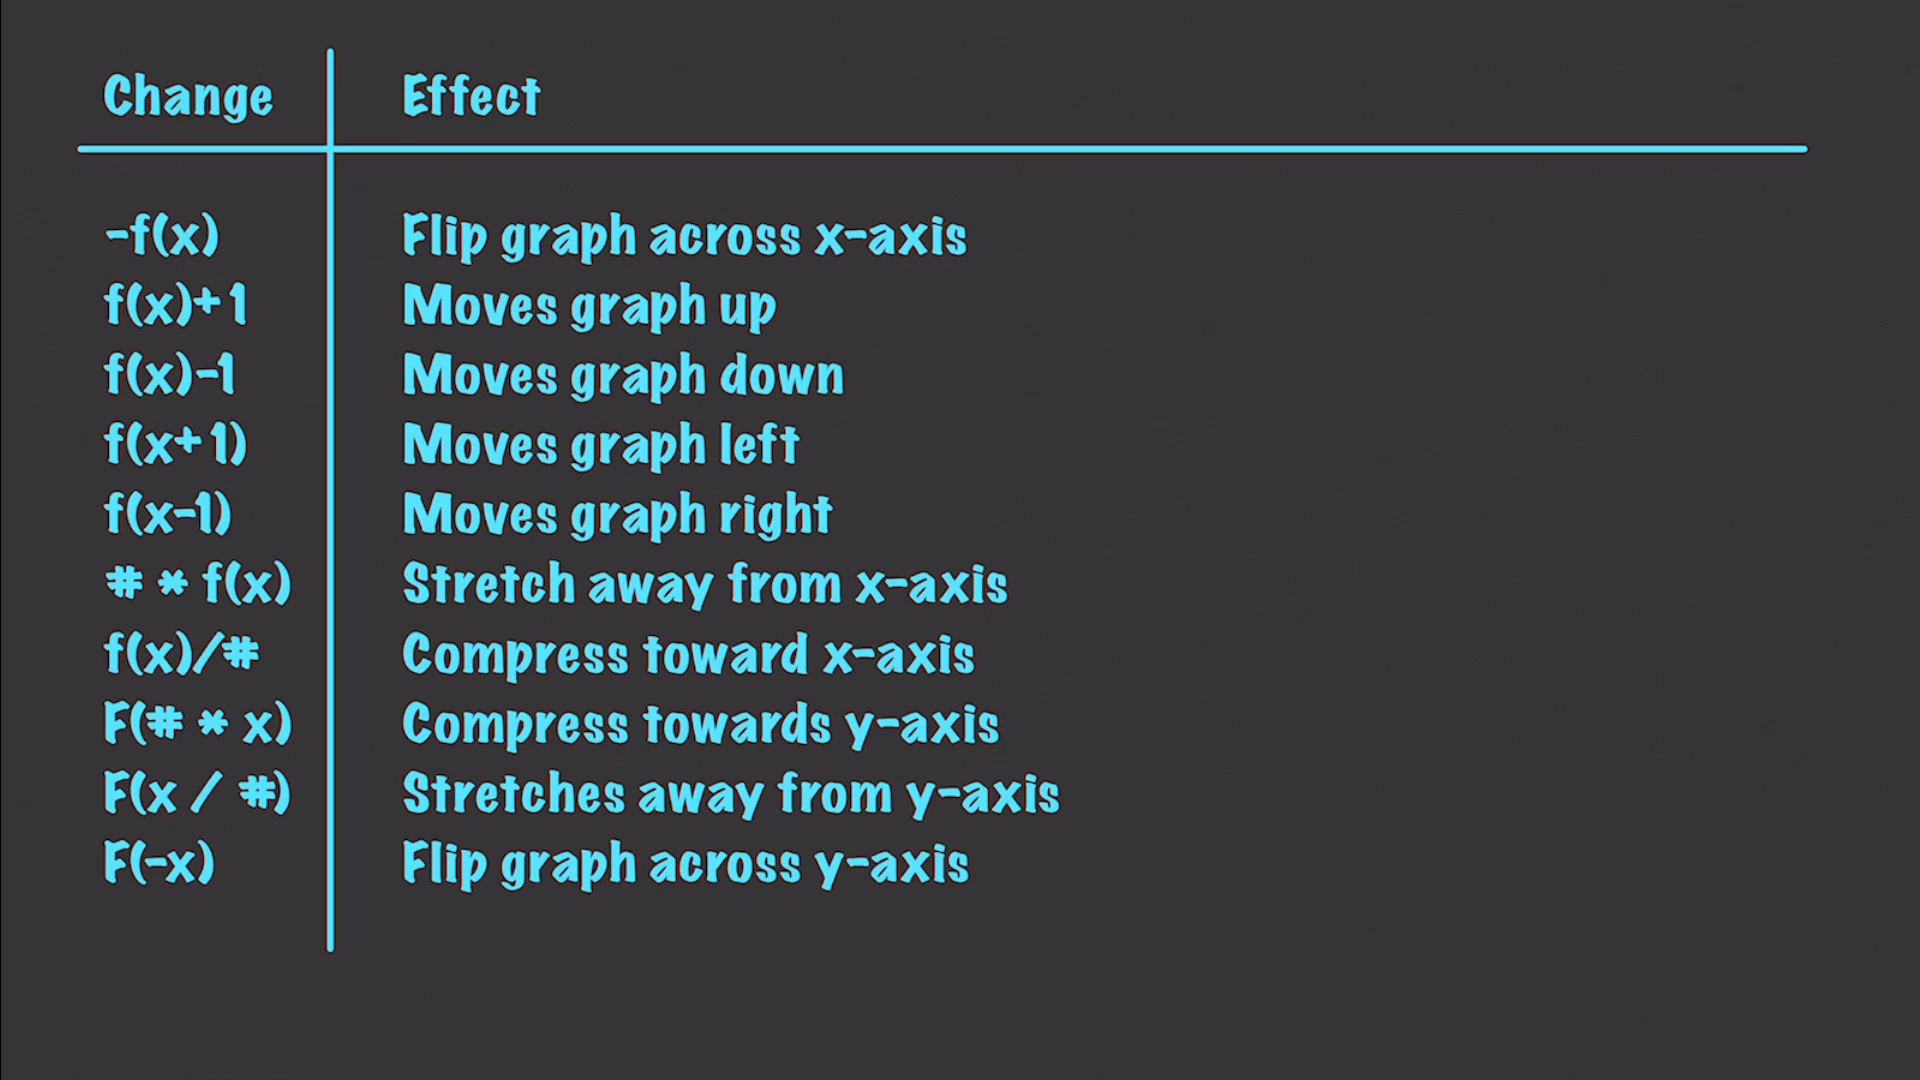 Change Effect
-f(x) Flip graph across x-axis
f(x)+1 Moves graph up
f(x)-1 Moves graph down
f(x+1) Moves graph left
f(x-1) Moves graph right
# * f(x) Stretch away from x-axis
f(x)/# Compress toward x-axis
F(# * x) Compress towards y-axis
F(x / #) Stretches away from y-axis
F(-x) Flip graph across y-axis